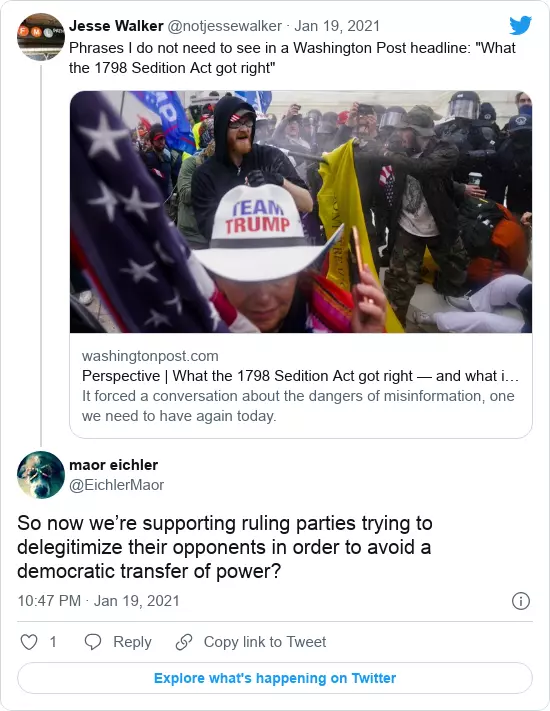 Jesse Walker @notjessewalker · Jan 19, 2021
Phrases I do not need to see in a Washington Post headline: "What
the 1798 Sedition Act got right"
TEAM
TRUMP
washingtonpost.com
Perspective | What the 1798 Sedition Act got right — and what i…
It forced a conversation about the dangers of misinformation, one
we need to have again today.
maor eichler
@EichlerMaor
So now we’re supporting ruling parties trying to
delegitimize their opponents in order to avoid a
democratic transfer of power?
10:47 PM · Jan 19, 2021
1 Reply Copy link to Tweet
Explore what's happening on Twitter